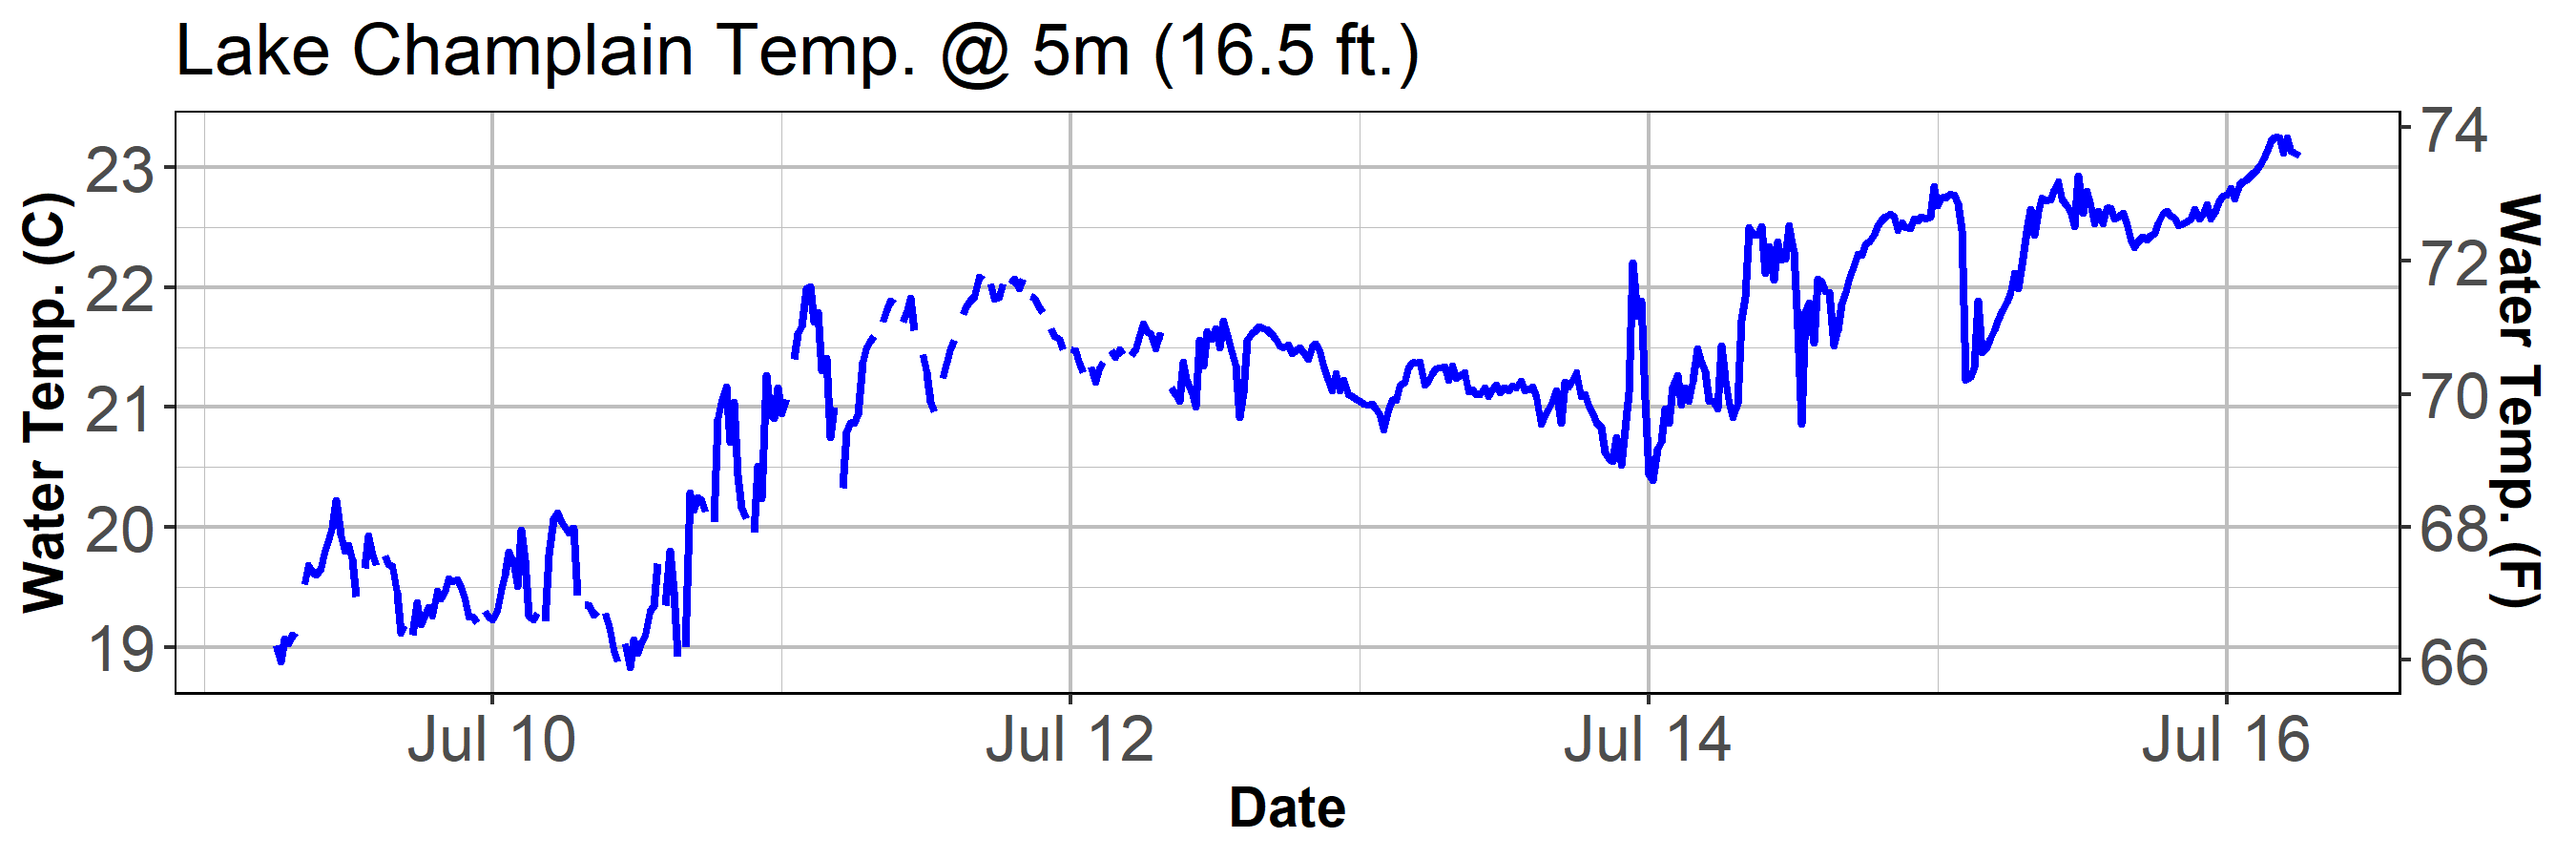 Lake Champlain Temp. @ 5m (16.5 ft.)
Water Temp. (C)
23
22
21
20
19
74
72
70
68
66
Water Temp. (F)
Jul 10 Jul 12 Jul 14 Jul 16
Date